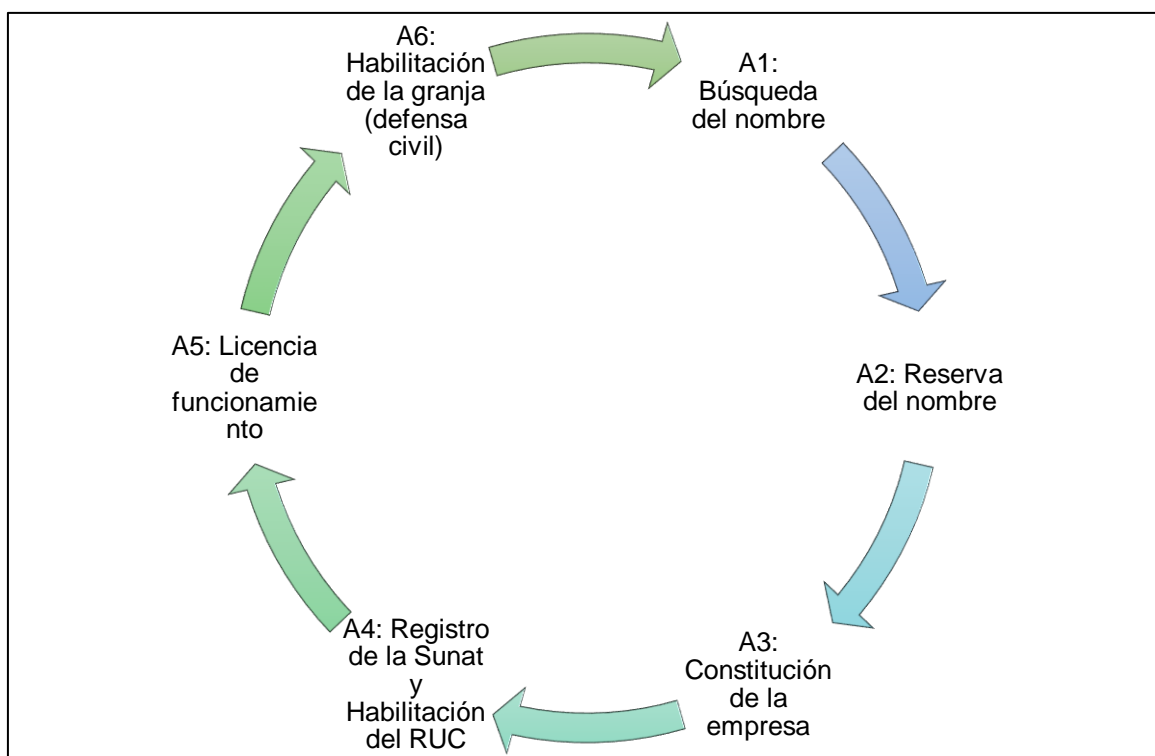 A1:
Búsqueda
del nombre
A2: Reserva
del nombre
A3:
Constitución
de la
empresa
A4: Registro
de la Sunat
y
Habilitación
del RUC
A5: Licencia
de
funcionamie
nto
A6:
Habilitación
de la granja
(defensa
civil)